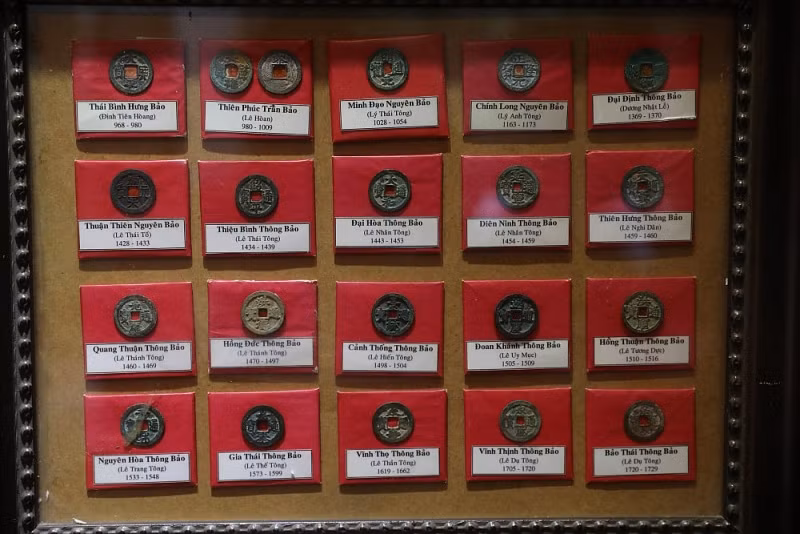 Thái Bình Hưng Bảo
(Đinh Tiên Hoàng)
968 - 980
Thiên Phúc Trấn Bảo
(Lê Hoàn)
980 - 1009
Minh Đạo Nguyên Bảo
(Lý Thái Tông)
1028 - 1054
Chính Long Nguyên Bảo
(Lý Anh Tông)
1163 - 1173
Đại Định Thông Bảo
(Dương Nhật Lễ)
1369 - 1370
Thuận Thiên Nguyên Bảo
(Lê Thái Tổ)
1428 - 1433
Thiệu Bình Thông Bảo
(Lê Thái Tông)
1434 - 1439
Đại Hòa Thông Bảo
(Lê Nhân Tông)
1443 - 1453
Diên Ninh Thông Bảo
(Lê Nhân Tông)
1454 - 1459
Thiên Hưng Thông Bảo
(Lê Nghi Dân)
1459 - 1460
Quang Thuận Thông Bảo
(Lê Thánh Tông)
1460 - 1469
Hồng Đức Thông Bảo
(Lê Thánh Tông)
1470 - 1497
Cảnh Thống Thông Bảo
(Lê Hiến Tông)
1498 - 1504
Đoan Khánh Thông Bảo
(Lê Uy Mục)
1505 - 1509
Hồng Thuận Thông Bảo
(Lê Tương Dực)
1510 - 1516
Nguyên Hòa Thông Bảo
(Lê Trang Tông)
1533 - 1548
Gia Thái Thông Bảo
(Lê Thế Tông)
1573 - 1599
Vĩnh Thọ Thông Bảo
(Lê Thần Tông)
1619 - 1662
Vĩnh Thịnh Thông Bảo
(Lê Dụ Tông)
1705 - 1720
Bảo Thái Thông Bảo
(Lê Dụ Tông)
1720 - 1729